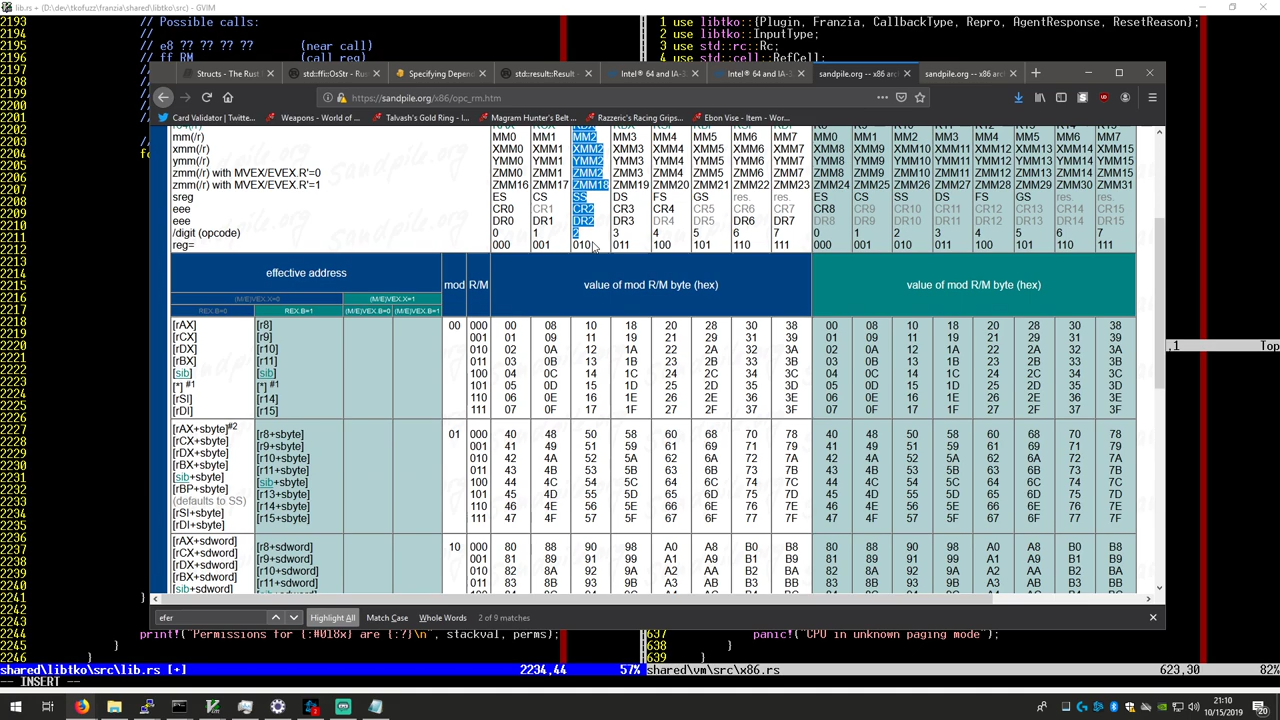 lib.rs + (D:\dev\tkofuzz\franzia\shared\libtko\src) - GVIM
2193 // Possible calls:
2194 //
2195 // e8 ?? ?? ?? ?? (near call)
2196 // ff RM (call reg)
1 use libtko::{Plugin, Franzia, CallbackType, Repro, AgentResponse, ResetReason};
2 use libtko::InputType;
3 use std::rc::Rc;
4 use std::cell::RefCell;
Structs - The Rust
std::ffi::OsStr - Rus
Specifying Depend
std::result::Result -
Intel® 64 and IA-3
Intel® 64 and IA-3
sandpile.org -- x86 arc
sandpile.org -- x86 arc
https://sandpile.org/x86/opc_rm.htm
Card Validator | Twitte...
Weapons - World of ...
Talvash's Gold Ring - I...
Magram Hunter's Belt ...
Razzeric's Racing Grips...
Ebon Vise - Item - Wor...
mm(/r) MM0 MM1 MM2 MM3 MM4 MM5 MM6 MM7 MM0 MM1 MM2 MM3 MM4 MM5 MM6 MM7
xmm(/r) XMM0 XMM1 XMM2 XMM3 XMM4 XMM5 XMM6 XMM7 XMM8 XMM9 XMM10 XMM11 XMM12 XMM13 XMM14 XMM15
ymm(/r) YMM0 YMM1 YMM2 YMM3 YMM4 YMM5 YMM6 YMM7 YMM8 YMM9 YMM10 YMM11 YMM12 YMM13 YMM14 YMM15
zmm(/r) with MVEX/EVEX.R'=0 ZMM0 ZMM1 ZMM2 ZMM3 ZMM4 ZMM5 ZMM6 ZMM7 ZMM8 ZMM9 ZMM10 ZMM11 ZMM12 ZMM13 ZMM14 ZMM15
zmm(/r) with MVEX/EVEX.R'=1 ZMM16 ZMM17 ZMM18 ZMM19 ZMM20 ZMM21 ZMM22 ZMM23 ZMM24 ZMM25 ZMM26 ZMM27 ZMM28 ZMM29 ZMM30 ZMM31
sreg ES CS SS DS FS GS res. res. ES CS SS DS FS GS res. res.
eee CR0 CR1 CR2 CR3 CR4 CR5 CR6 CR7 CR8 CR9 CR10 CR11 CR12 CR13 CR14 CR15
eee DR0 DR1 DR2 DR3 DR4 DR5 DR6 DR7 DR8 DR9 DR10 DR11 DR12 DR13 DR14 DR15
/digit (opcode) 0 1 2 3 4 5 6 7 0 1 2 3 4 5 6 7
reg= 000 001 010 011 100 101 110 111 000 001 010 011 100 101 110 111
effective address mod R/M value of mod R/M byte (hex) value of mod R/M byte (hex)
(M/E)VEX.X=0 (M/E)VEX.X=1
REX.B=0 REX.B=1 (M/E)VEX.B=0 (M/E)VEX.B=1
[rAX] [r8] 00 000 00 08 10 18 20 28 30 38 00 08 10 18 20 28 30 38
[rCX] [r9] 001 01 09 11 19 21 29 31 39 01 09 11 19 21 29 31 39
[rDX] [r10] 010 02 0A 12 1A 22 2A 32 3A 02 0A 12 1A 22 2A 32 3A
[rBX] [r11] 011 03 0B 13 1B 23 2B 33 3B 03 0B 13 1B 23 2B 33 3B
[sib] [sib] 100 04 0C 14 1C 24 2C 34 3C 04 0C 14 1C 24 2C 34 3C
[*] #1 [*] #1 101 05 0D 15 1D 25 2D 35 3D 05 0D 15 1D 25 2D 35 3D
[rSI] [r14] 110 06 0E 16 1E 26 2E 36 3E 06 0E 16 1E 26 2E 36 3E
[rDI] [r15] 111 07 0F 17 1F 27 2F 37 3F 07 0F 17 1F 27 2F 37 3F
[rAX+sbyte]#2 [r8+sbyte] 01 000 40 48 50 58 60 68 70 78 40 48 50 58 60 68 70 78
[rCX+sbyte] [r9+sbyte] 001 41 49 51 59 61 69 71 79 41 49 51 59 61 69 71 79
[rDX+sbyte] [r10+sbyte] 010 42 4A 52 5A 62 6A 72 7A 42 4A 52 5A 62 6A 72 7A
[rBX+sbyte] [r11+sbyte] 011 43 4B 53 5B 63 6B 73 7B 43 4B 53 5B 63 6B 73 7B
[sib+sbyte] [sib+sbyte] 100 44 4C 54 5C 64 6C 74 7C 44 4C 54 5C 64 6C 74 7C
[rBP+sbyte] [r13+sbyte] 101 45 4D 55 5D 65 6D 75 7D 45 4D 55 5D 65 6D 75 7D
(defaults to SS)
[rSI+sbyte] [r14+sbyte] 110 46 4E 56 5E 66 6E 76 7E 46 4E 56 5E 66 6E 76 7E
[rDI+sbyte] [r15+sbyte] 111 47 4F 57 5F 67 6F 77 7F 47 4F 57 5F 67 6F 77 7F
[rAX+sdword] [r8+sdword] 10 000 80 88 90 98 A0 A8 B0 B8 80 88 90 98 A0 A8 B0 B8
[rCX+sdword] [r9+sdword] 001 81 89 91 99 A1 A9 B1 B9 81 89 91 99 A1 A9 B1 B9
[rDX+sdword] [r10+sdword] 010 82 8A 92 9A A2 AA B2 BA 82 8A 92 9A A2 AA B2 BA
[rBX+sdword] [r11+sdword] 011 83 8B 93 9B A3 AB B3 BB 83 8B 93 9B A3 AB B3 BB
efer Highlight All Match Case Whole Words 2 of 9 matches
,1 Top
2241 }
2244 print!("Permissions for {:#018x} are {:?}\n", stackval, perms);
2245 }
2246 }
637 panic!("CPU in unknown paging mode");
638 }
639 }
shared\libtko\src\lib.rs [+] 2234,44 57% shared\vm\src\x86.rs 623,30 82%
-- INSERT --
21:10
10/15/2019
20